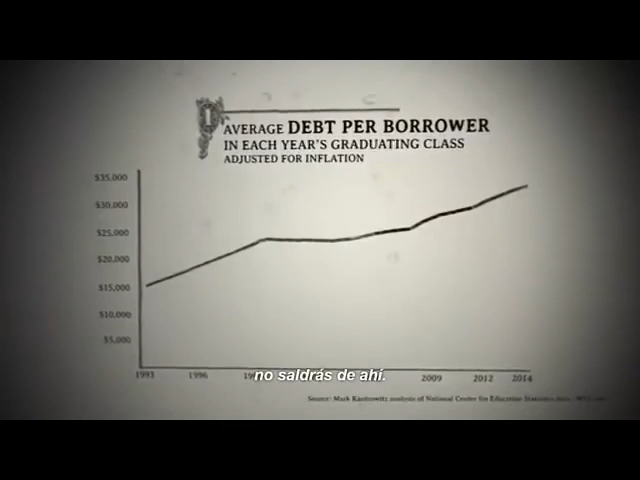 1
AVERAGE DEBT PER BORROWER
IN EACH YEAR'S GRADUATING CLASS
ADJUSTED FOR INFLATION
$35,000
$30,000
$25,000
$20,000
$15,000
$10,000
$5,000
1993 1996 2009 2012 2014
no saldrás de ahí.
Source: Mark Kantrowitz analysis of National Center for Education Statistics data